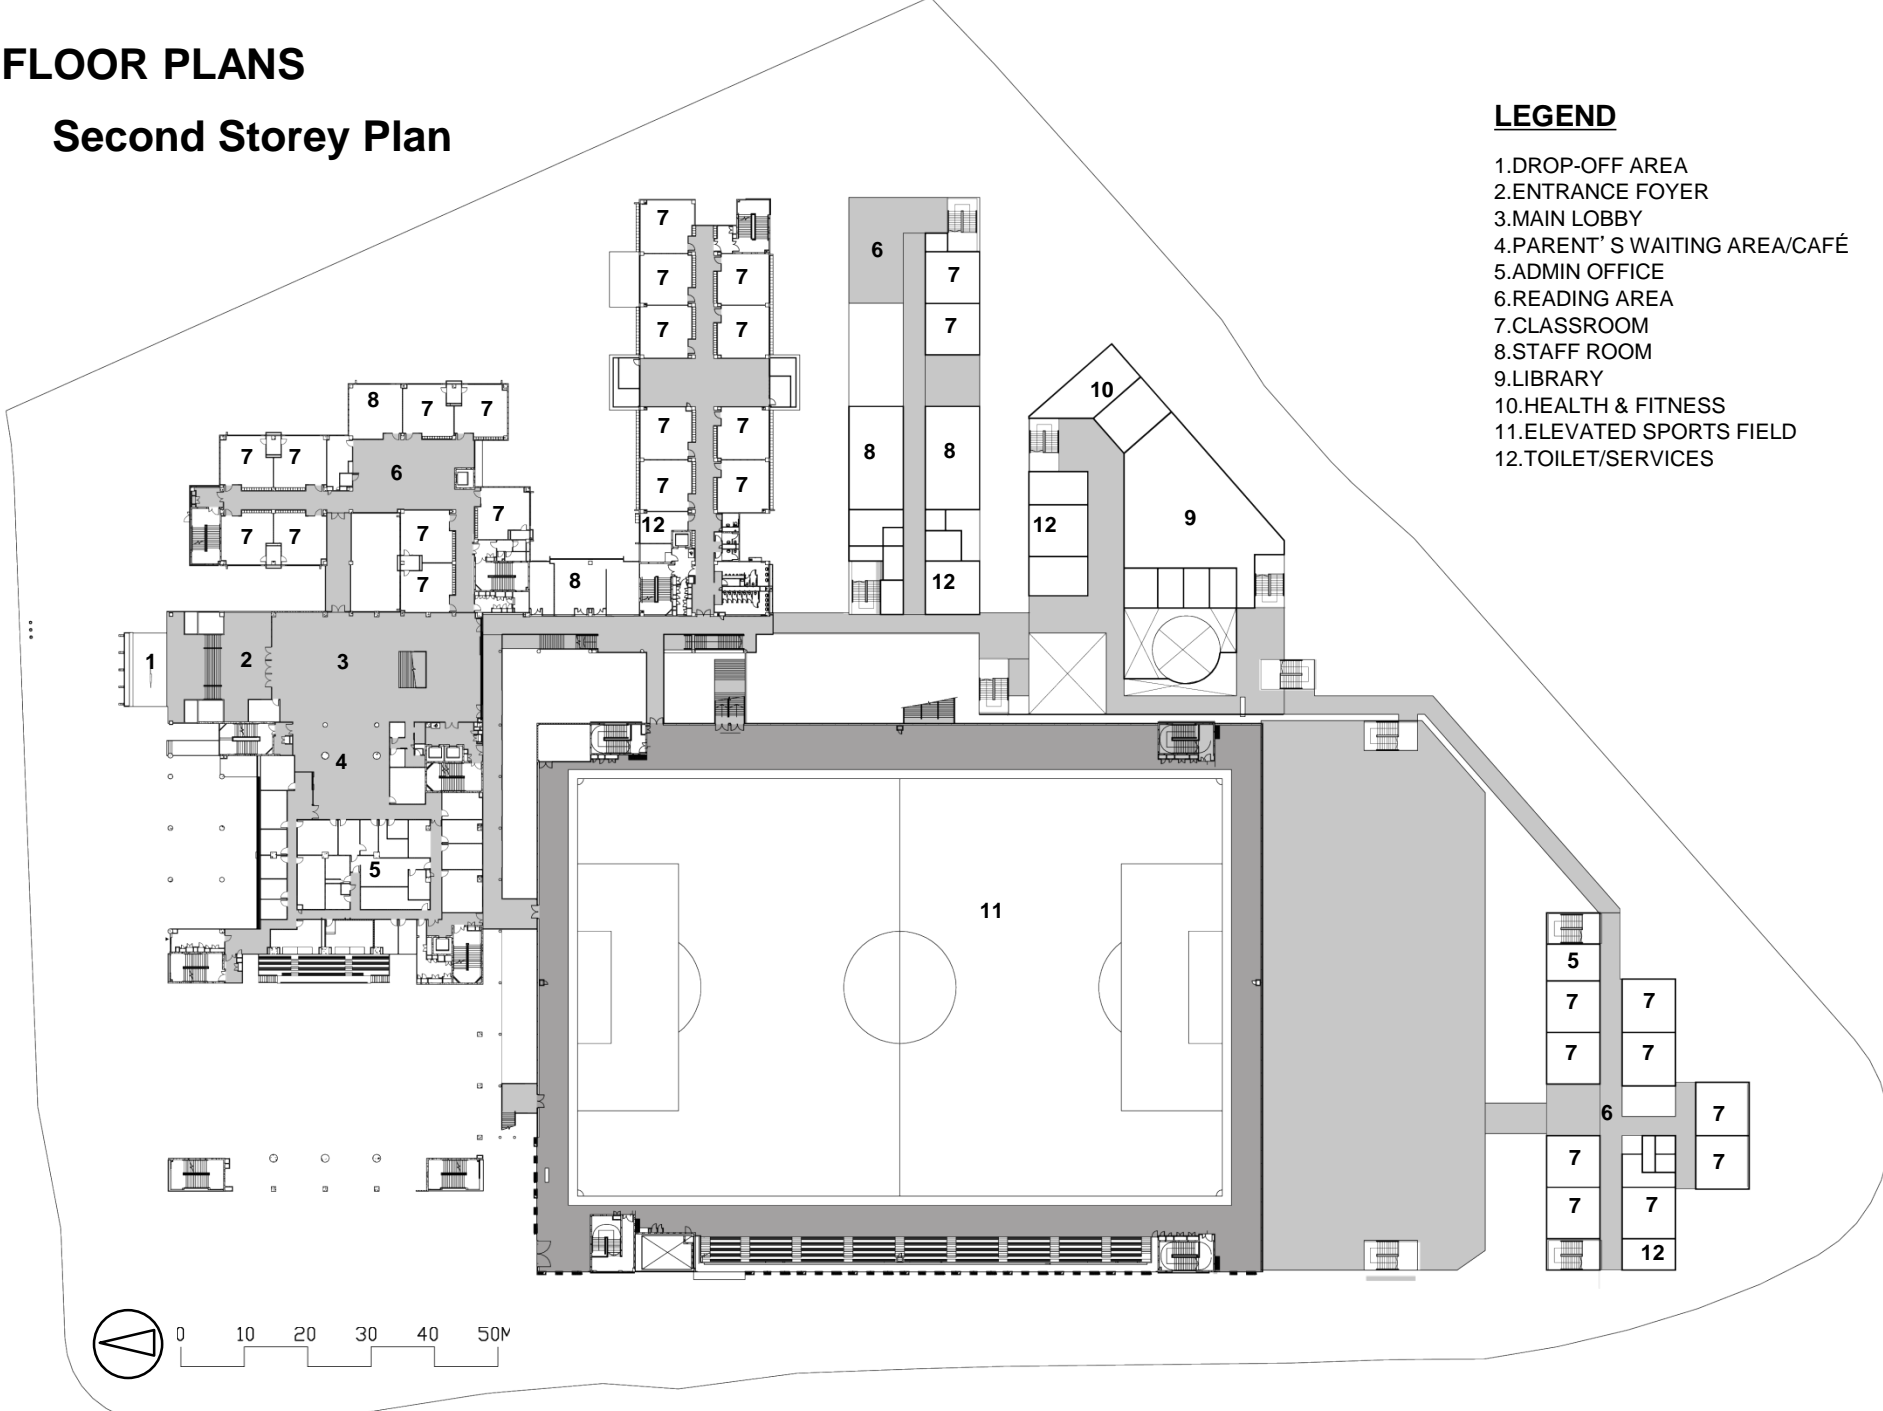 FLOOR PLANS
Second Storey Plan
LEGEND
1.DROP-OFF AREA
2.ENTRANCE FOYER
3.MAIN LOBBY
4.PARENT’ S WAITING AREA/CAFÉ
5.ADMIN OFFICE
6.READING AREA
7.CLASSROOM
8.STAFF ROOM
9.LIBRARY
10.HEALTH & FITNESS
11.ELEVATED SPORTS FIELD
12.TOILET/SERVICES
7
6
7 7 7
7 7 7
10
8 7 7
7 7 8 8
7 7 6
7 7
7 12 12 9
7 7 7
7 8 12
1 2 3
4
5
11
5
7 7
7 7
6 7
7 7
7 7
12
0 10 20 30 40 50M